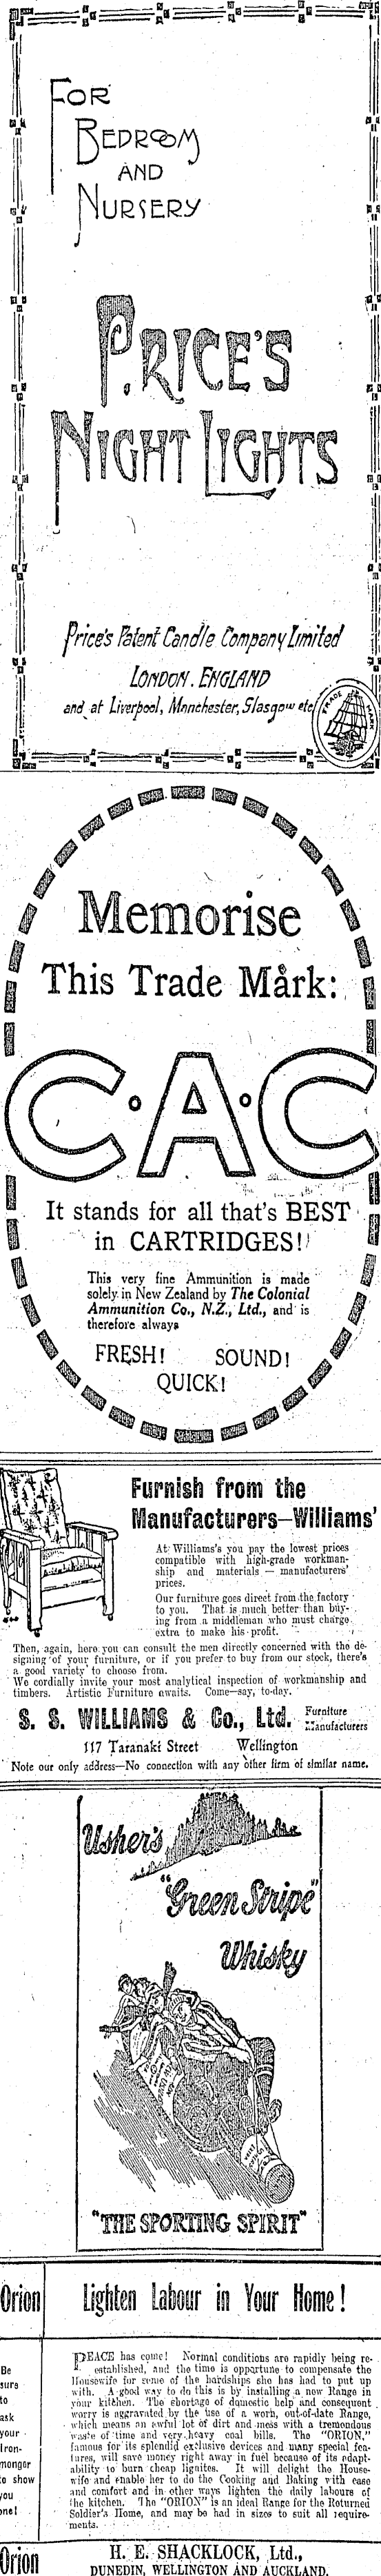 FOR
BEDROOM
AND
NURSERY
PRICE'S
NIGHT LIGHTS
Price's Patent Candle Company Limited
LONDON. ENGLAND
and at Liverpool, Manchester, Glasgow etc
TRADE MARK
Memorise
This Trade Mark:
C·A·C
It stands for all that's BEST
in CARTRIDGES!!
This very fine Ammunition is made
solely in New Zealand by The Colonial
Ammunition Co., N.Z., Ltd., and is
therefore always
FRESH! SOUND!
QUICK!
Furnish from the
Manufacturers—Williams'
At Williams's you pay the lowest prices
compatible with high-grade workman-
ship and materials — manufacturers'
prices.
Our furniture goes direct from the factory
to you. That is much better than buy-
ing from a middleman who must charge
extra to make his profit.
Then, again, here you can consult the men directly concerned with the de-
signing of your furniture, or if you prefer to buy from our stock, there's
a good variety to choose from.
We cordially invite your most analytical inspection of workmanship and
timbers. Artistic Furniture awaits. Come—say, to-day.
S. S. WILLIAMS & Co., Ltd. Furniture
Manufacturers
117 Taranaki Street Wellington
Note our only address—No connection with any other firm of similar name.
Usher's
"Green Stripe"
Whisky
"THE SPORTING SPIRIT"
Orion
Lighten Labour in Your Home!
Be
sure
to
ask
your
Iron-
monger
to show
you
one!
PEACE has come! Normal conditions are rapidly being re-
established, and the time is opportune to compensate the
Housewife for some of the hardships she has had to put up
with. A good way to do this is by installing a new Range in
your kitchen. The shortage of domestic help and consequent
worry is aggravated by the use of a worn, out-of-date Range,
which means an awful lot of dirt and mess with a tremendous
waste of time and very heavy coal bills. The "ORION,"
famous for its splendid exclusive devices and many special fea-
tures, will save money right away in fuel because of its adapt-
ability to burn cheap lignites. It will delight the House-
wife and enable her to do the Cooking and Baking with ease
and comfort and in other ways lighten the daily labours of
the kitchen. The "ORION" is an ideal Range for the Returned
Soldier's Home, and may be had in sizes to suit all require-
ments.
Orion
H. E. SHACKLOCK, Ltd.,
DUNEDIN, WELLINGTON AND AUCKLAND.